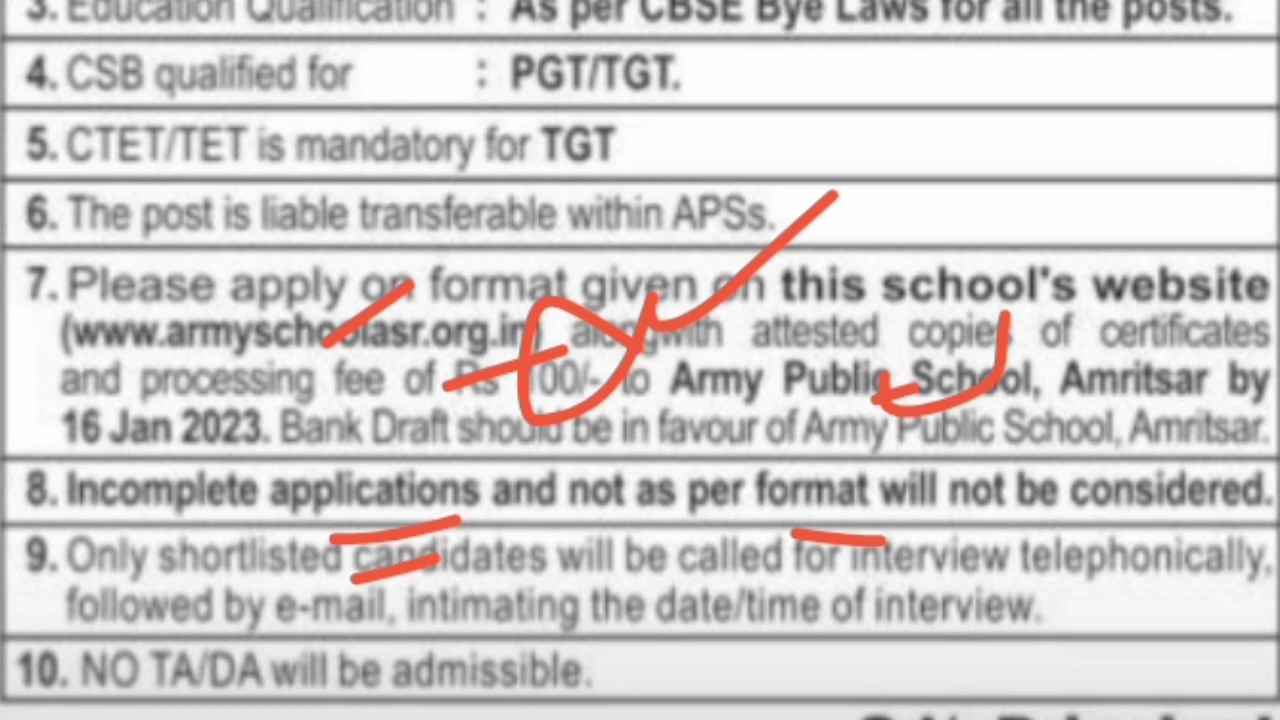 3. Education Qualification : As per CBSE Bye Laws for all the posts.
4. CSB qualified for : PGT/TGT.
5. CTET/TET is mandatory for TGT
6. The post is liable transferable within APSs.
7. Please apply on format given on this school's website
(www.armyschoolasr.org.in) alongwith attested copies of certificates
and processing fee of Rs 100/- to Army Public School, Amritsar by
16 Jan 2023. Bank Draft should be in favour of Army Public School, Amritsar.
8. Incomplete applications and not as per format will not be considered.
9. Only shortlisted candidates will be called for interview telephonically,
followed by e-mail, intimating the date/time of interview.
10. NO TA/DA will be admissible.